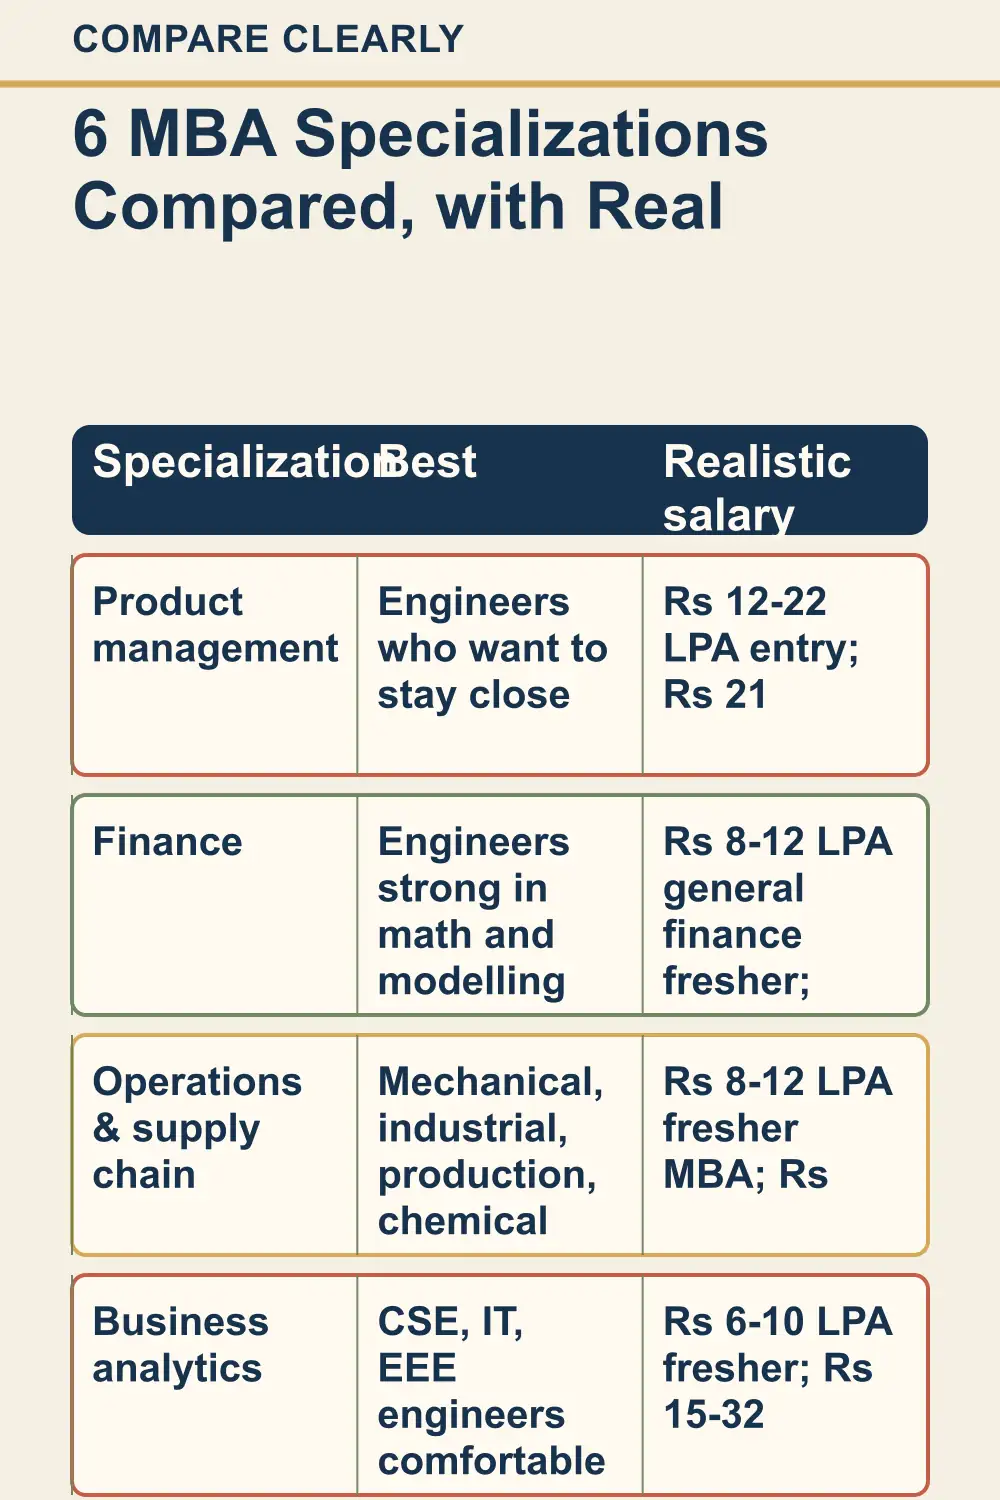 COMPARE CLEARLY
6 MBA Specializations
Compared, with Real
Specialization
Best
Realistic
salary
Product
management
Engineers
who want to
stay close
Rs 12-22
LPA entry;
Rs 21
Finance
Engineers
strong in
math and
modelling
Rs 8-12 LPA
general
finance
fresher;
Operations
& supply
chain
Mechanical,
industrial,
production,
chemical
Rs 8-12 LPA
fresher
MBA; Rs
Business
analytics
CSE, IT,
EEE
engineers
comfortable
Rs 6-10 LPA
fresher; Rs
15-32